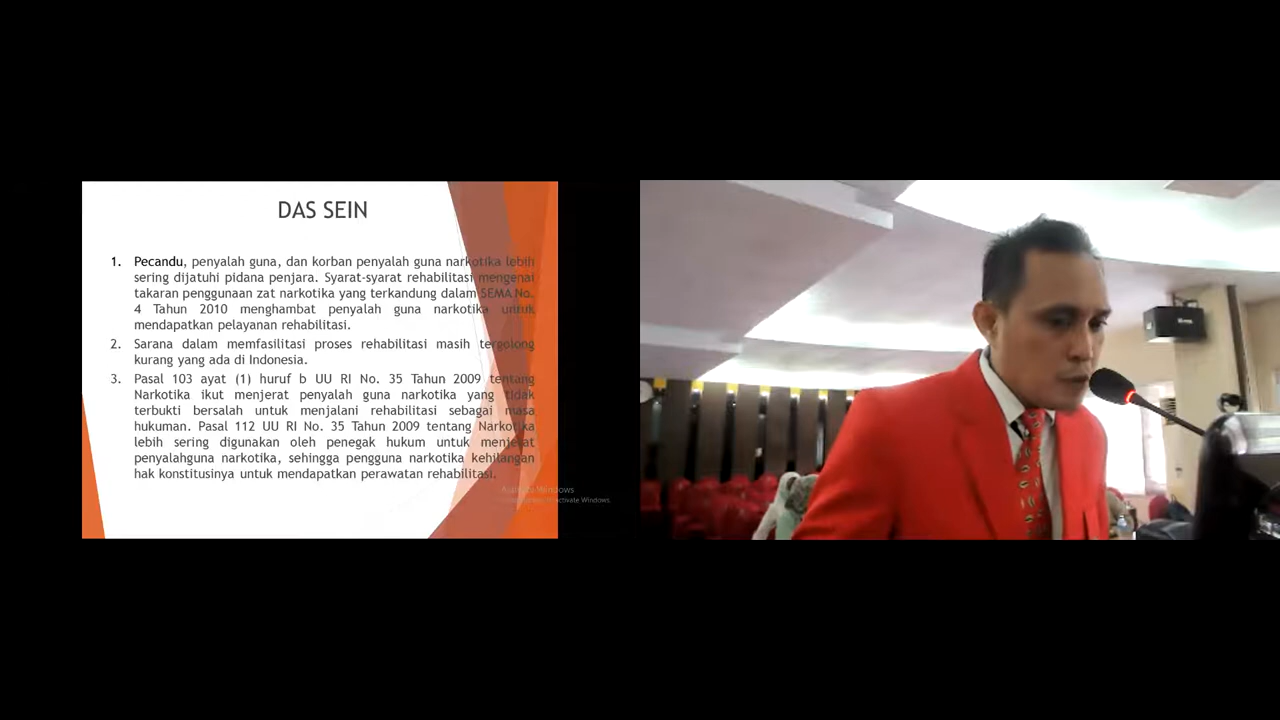 DAS SEIN
1. Pecandu, penyalah guna, dan korban penyalah guna narkotika lebih
sering dijatuhi pidana penjara. Syarat-syarat rehabilitasi mengenai
takaran penggunaan zat narkotika yang terkandung dalam SEMA No.
4 Tahun 2010 menghambat penyalah guna narkotika untuk
mendapatkan pelayanan rehabilitasi.
2. Sarana dalam memfasilitasi proses rehabilitasi masih tergolong
kurang yang ada di Indonesia.
3. Pasal 103 ayat (1) huruf b UU RI No. 35 Tahun 2009 tentang
Narkotika ikut menjerat penyalah guna narkotika yang tidak
terbukti bersalah untuk menjalani rehabilitasi sebagai masa
hukuman. Pasal 112 UU RI No. 35 Tahun 2009 tentang Narkotika
lebih sering digunakan oleh penegak hukum untuk menjerat
penyalahguna narkotika, sehingga pengguna narkotika kehilangan
hak konstitusinya untuk mendapatkan perawatan rehabilitasi.
Activate Windows
activate Windows.